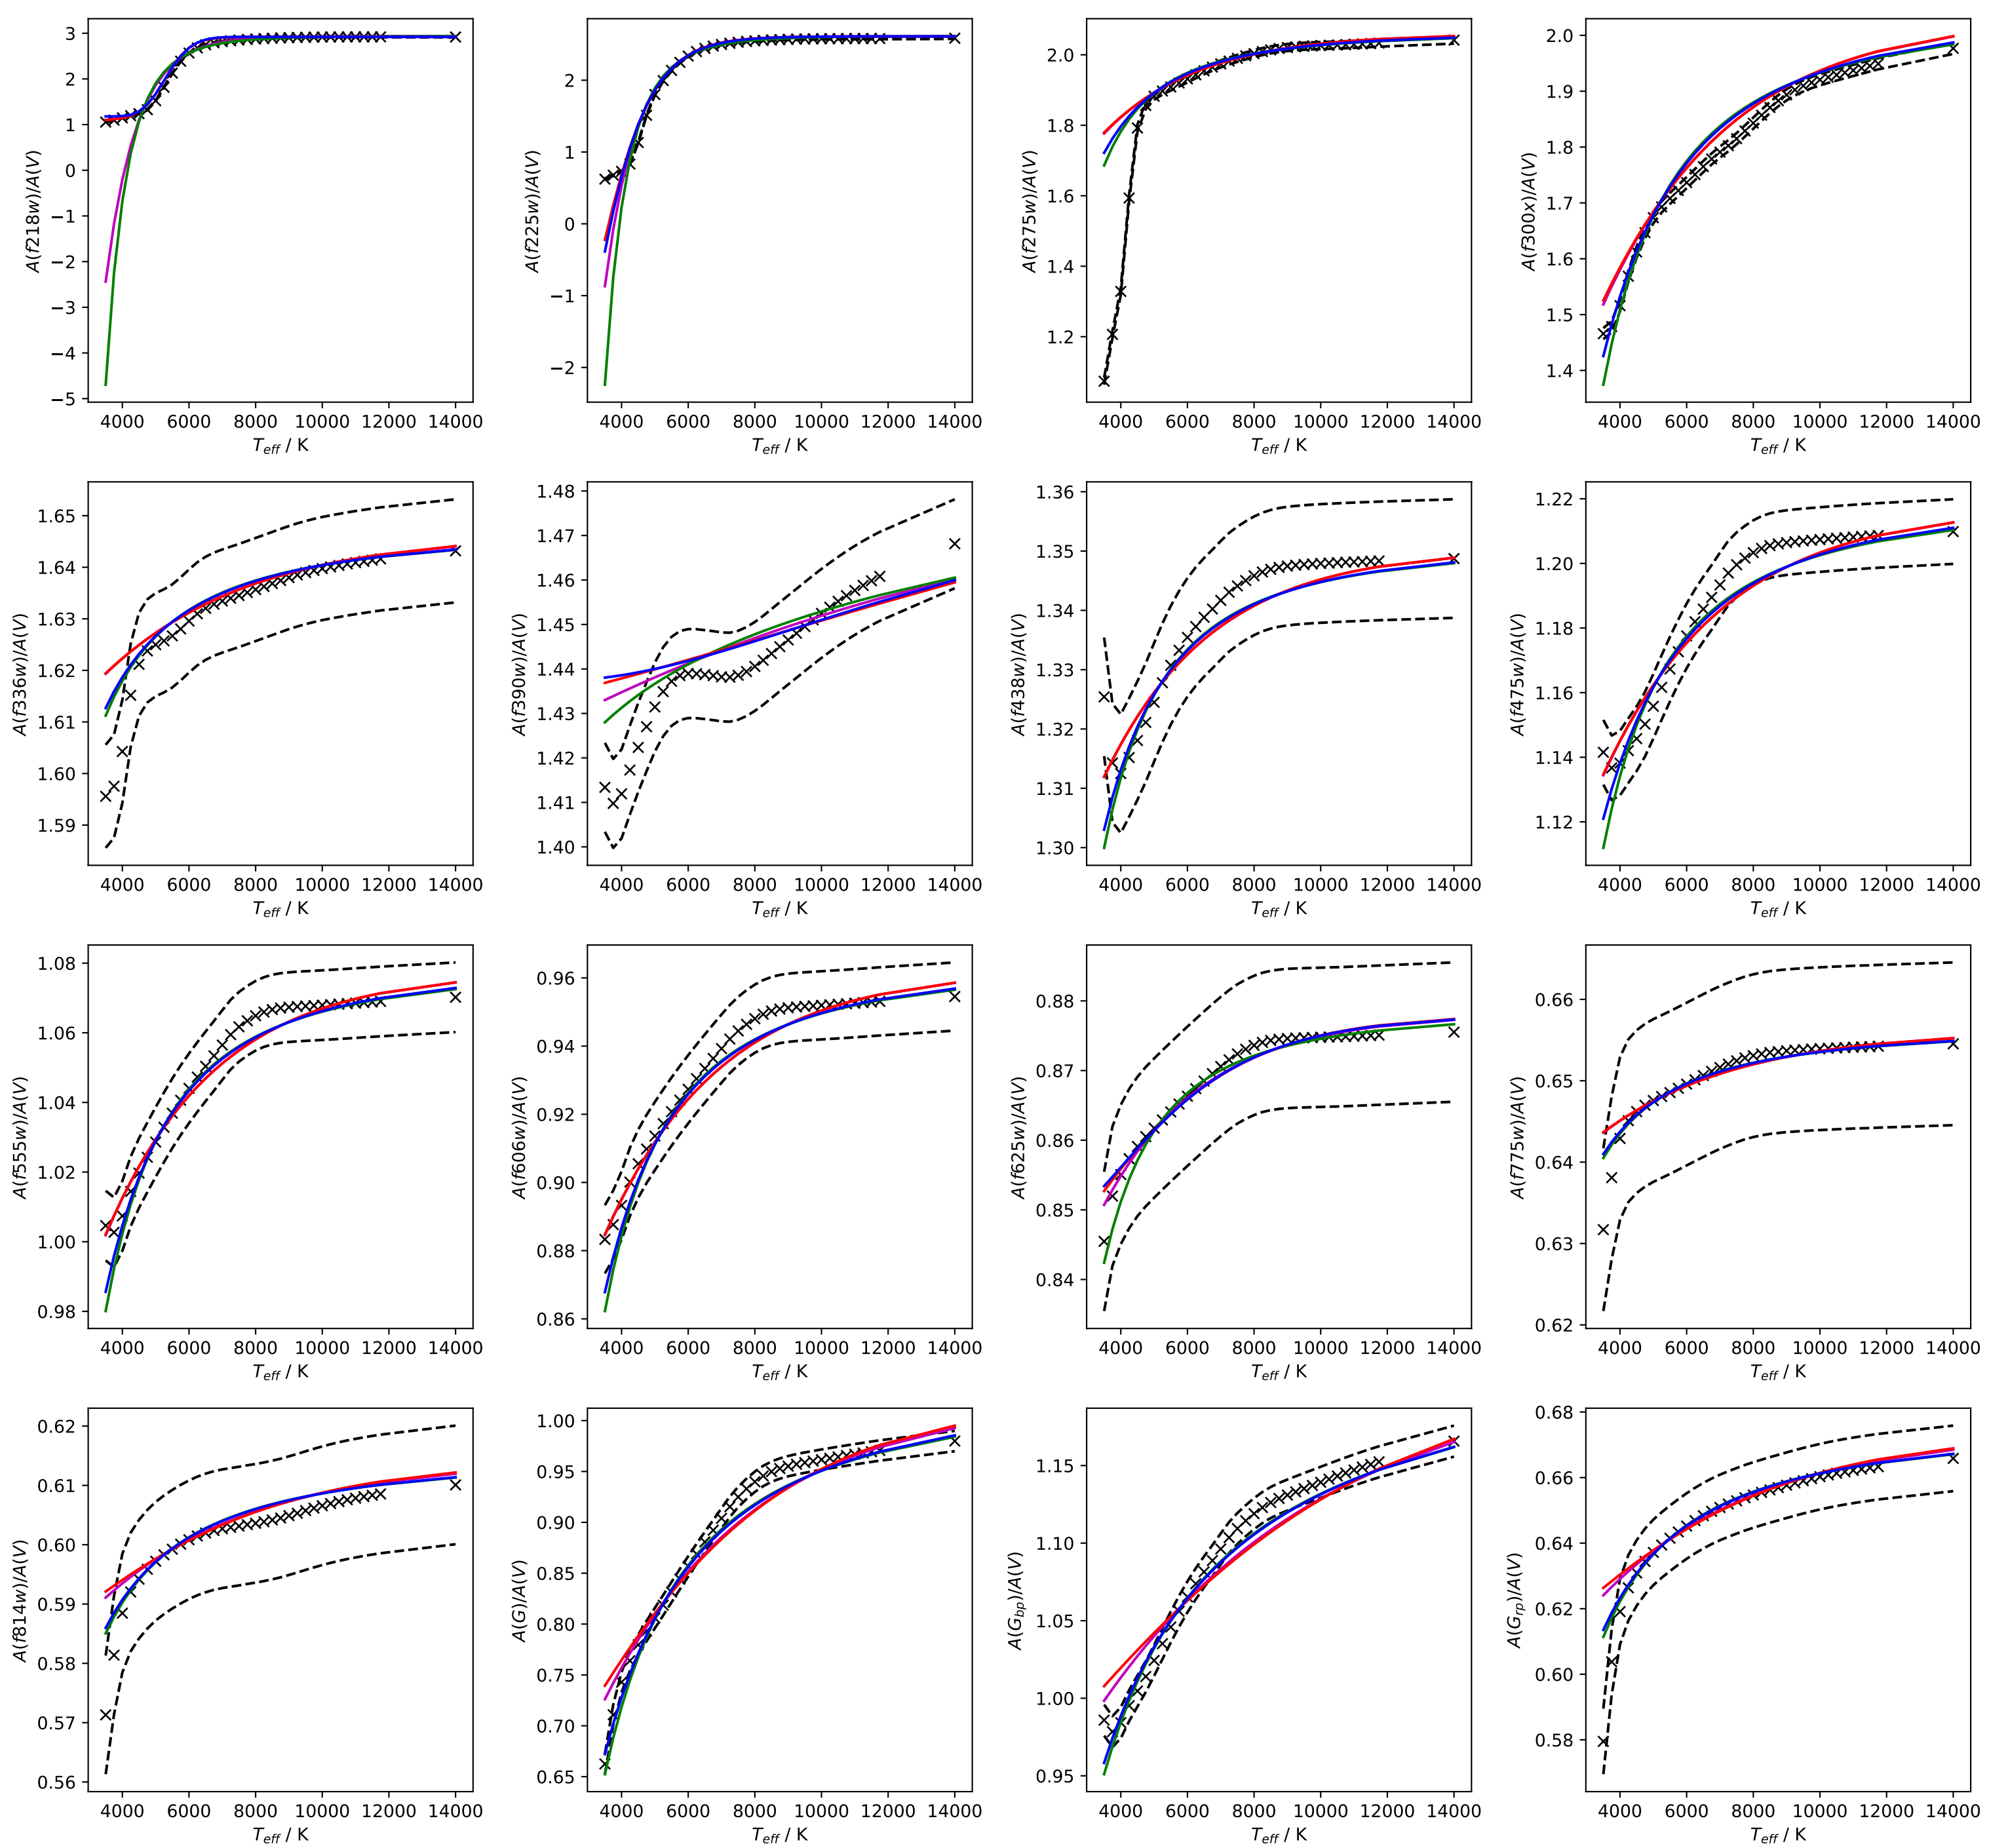 A(f218w)/A(V)
3
2
1
0
−1
−2
−3
−4
−5
4000 6000 8000 10000 12000 14000
T_eff / K
A(f225w)/A(V)
2
1
0
−1
−2
4000 6000 8000 10000 12000 14000
T_eff / K
A(f275w)/A(V)
2.0
1.8
1.6
1.4
1.2
4000 6000 8000 10000 12000 14000
T_eff / K
A(f300x)/A(V)
2.0
1.9
1.8
1.7
1.6
1.5
1.4
4000 6000 8000 10000 12000 14000
T_eff / K
A(f336w)/A(V)
1.65
1.64
1.63
1.62
1.61
1.60
1.59
4000 6000 8000 10000 12000 14000
T_eff / K
A(f390w)/A(V)
1.48
1.47
1.46
1.45
1.44
1.43
1.42
1.41
1.40
4000 6000 8000 10000 12000 14000
T_eff / K
A(f438w)/A(V)
1.36
1.35
1.34
1.33
1.32
1.31
1.30
4000 6000 8000 10000 12000 14000
T_eff / K
A(f475w)/A(V)
1.22
1.20
1.18
1.16
1.14
1.12
4000 6000 8000 10000 12000 14000
T_eff / K
A(f555w)/A(V)
1.08
1.06
1.04
1.02
1.00
0.98
4000 6000 8000 10000 12000 14000
T_eff / K
A(f606w)/A(V)
0.96
0.94
0.92
0.90
0.88
0.86
4000 6000 8000 10000 12000 14000
T_eff / K
A(f625w)/A(V)
0.88
0.87
0.86
0.85
0.84
4000 6000 8000 10000 12000 14000
T_eff / K
A(f775w)/A(V)
0.66
0.65
0.64
0.63
0.62
4000 6000 8000 10000 12000 14000
T_eff / K
A(f814w)/A(V)
0.62
0.61
0.60
0.59
0.58
0.57
0.56
4000 6000 8000 10000 12000 14000
T_eff / K
A(G)/A(V)
1.00
0.95
0.90
0.85
0.80
0.75
0.70
0.65
4000 6000 8000 10000 12000 14000
T_eff / K
A(G_bp)/A(V)
1.15
1.10
1.05
1.00
0.95
4000 6000 8000 10000 12000 14000
T_eff / K
A(G_rp)/A(V)
0.68
0.66
0.64
0.62
0.60
0.58
4000 6000 8000 10000 12000 14000
T_eff / K